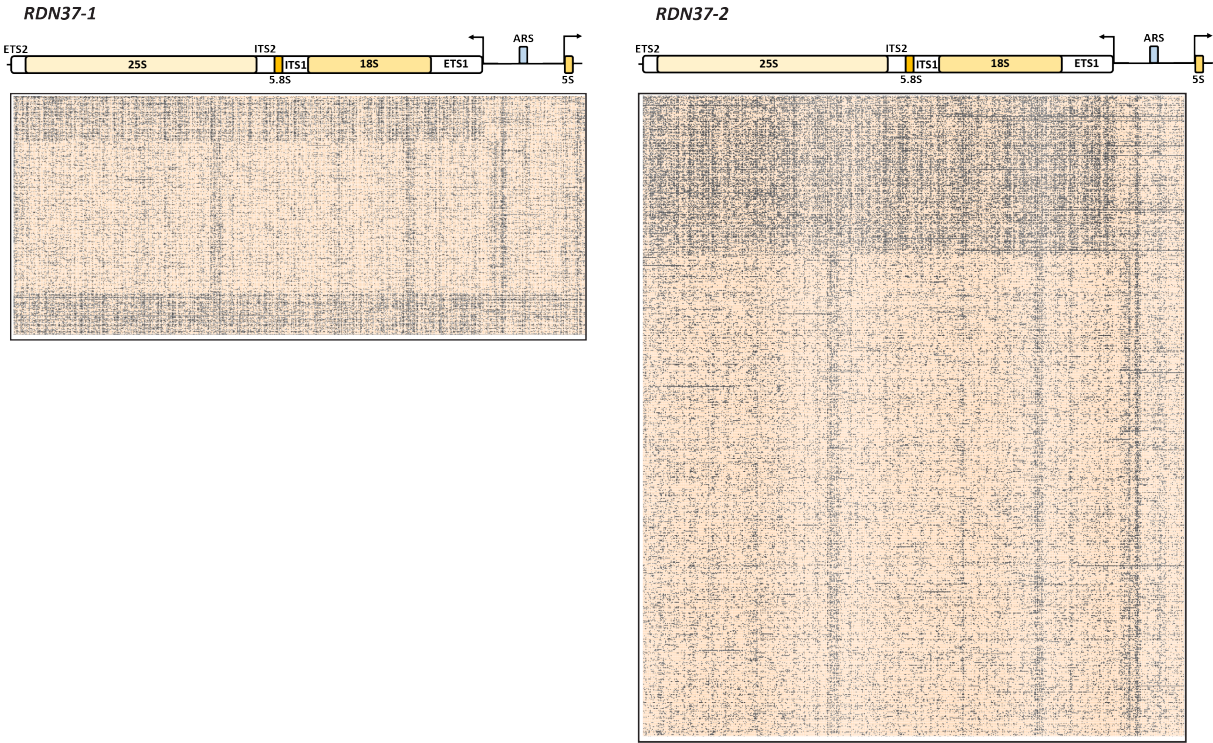 RDN37-1
RDN37-2
ETS2
ITS2
ARS
25S
ITS1
18S
ETS1
5.8S
5S
ETS2
ITS2
ARS
25S
ITS1
18S
ETS1
5.8S
5S